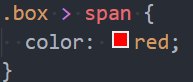 .box > span {
  color: red;
}